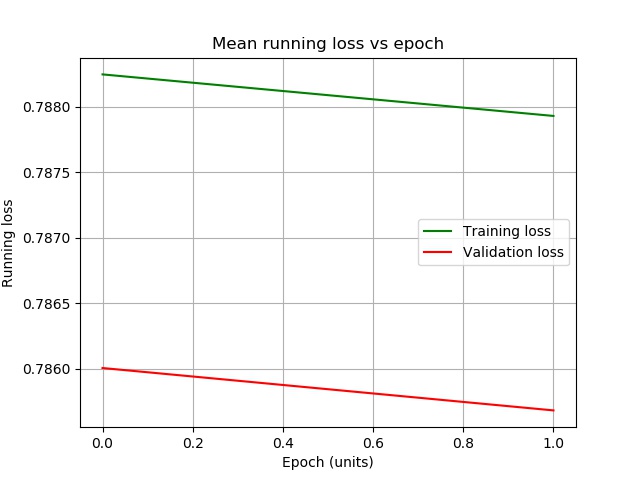 Mean running loss vs epoch
Running loss
0.7880
0.7875
0.7870
0.7865
0.7860
Training loss
Validation loss
0.0 0.2 0.4 0.6 0.8 1.0
Epoch (units)